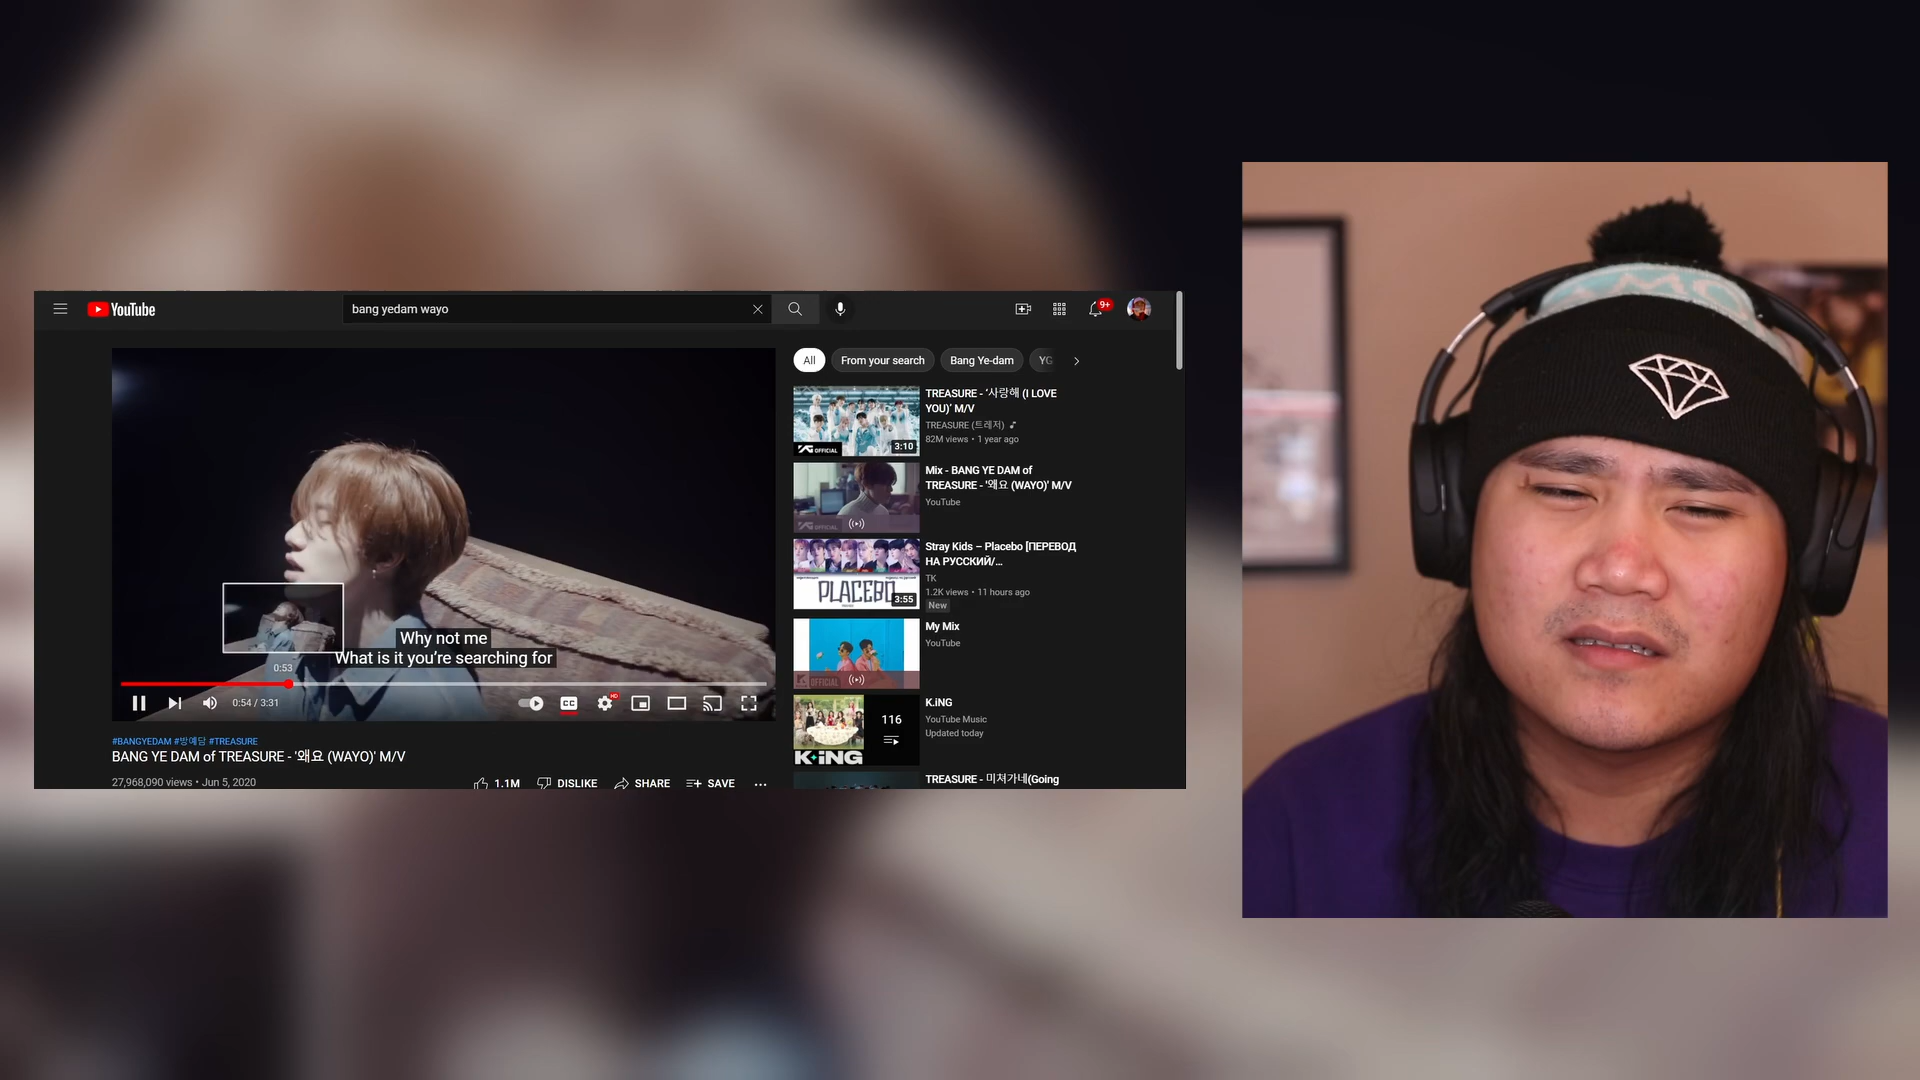 YouTube
bang yedam wayo
9+
Why not me
What is it you're searching for
0:53
0:54 / 3:31
CC
HD
#BANGYEDAM #방예담 #TREASURE
BANG YE DAM of TREASURE - '왜요 (WAYO)' M/V
27,968,090 views • Jun 5, 2020
1.1M
DISLIKE
SHARE
SAVE
All
From your search
Bang Ye-dam
YG
YG OFFICIAL
3:10
TREASURE - '사랑해 (I LOVE
YOU)' M/V
TREASURE (트레저)
82M views • 1 year ago
YG OFFICIAL
Mix - BANG YE DAM of
TREASURE - '왜요 (WAYO)' M/V
YouTube
PLACEBO
3:55
Stray Kids – Placebo [ПЕРЕВОД
НА РУССКИЙ/...
TK
1.2K views • 11 hours ago
New
OFFICIAL
My Mix
YouTube
K:iNG
116
K.iNG
YouTube Music
Updated today
TREASURE - 미쳐가네(Going